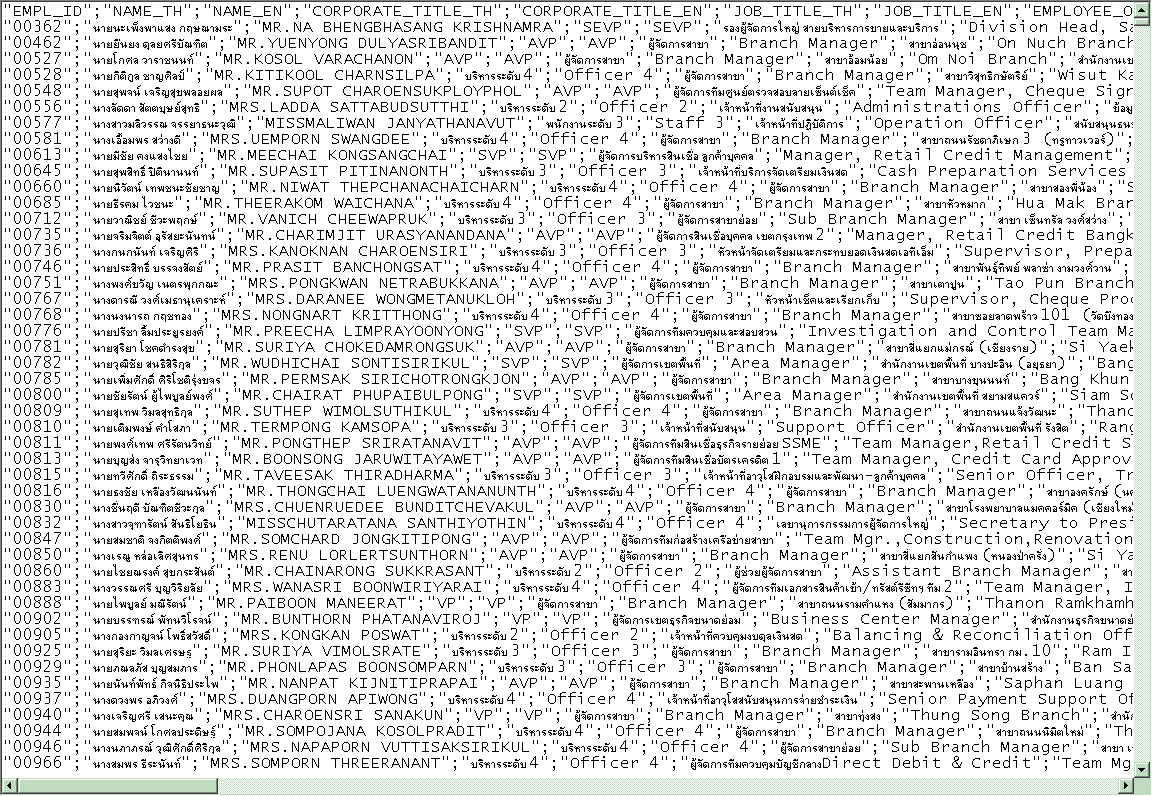 "EMPL_ID";"NAME_TH";"NAME_EN";"CORPORATE_TITLE_TH";"CORPORATE_TITLE_EN";"JOB_TITLE_TH";"JOB_TITLE_EN";"EMPLOYEE_O
"00362";"นายนะเพ็งพาแสง กฤษณามระ";"MR.NA BHENGBHASANG KRISHNAMRA";"SEVP";"SEVP";"รองผู้จัดการใหญ่ สายบริหารการขายและบริการ";"Division Head, Sa
"00462";"นายยืนยง ดุลยศรีบัณฑิต";"MR.YUENYONG DULYASRIBANDIT";"AVP";"AVP";"ผู้จัดการสาขา";"Branch Manager";"สาขาอ่อนนุช";"On Nuch Branch
"00527";"นายโกศล วาราชนนท์";"MR.KOSOL VARACHANON";"AVP";"AVP";"ผู้จัดการสาขา";"Branch Manager";"สาขาอ้อมน้อย";"Om Noi Branch";"สำนักงานเข
"00528";"นายกิติกูล ชาญศิลป์";"MR.KITIKOOL CHARNSILPA";"บริหารระดับ 4";"Officer 4";"ผู้จัดการสาขา";"Branch Manager";"สาขาวิสุทธิกษัตริย์";"Wisut Ka
"00548";"นายสุพจน์ เจริญสุขพลอยผล";"MR.SUPOT CHAROENSUKPLOYPHOL";"AVP";"AVP";"ผู้จัดการทีมศูนย์ตรวจสอบลายเซ็นต์เช็ค";"Team Manager, Cheque Sign
"00556";"นางลัดดา สัตตบุษย์สุทธิ";"MRS.LADDA SATTABUDSUTTHI";"บริหารระดับ 2";"Officer 2";"เจ้าหน้าที่งานสนับสนุน";"Administrations Officer";"ข้อมู
"00577";"นางสาวมลิวรรณ จรรยาธนะวุฒิ";"MISSMALIWAN JANYATHANAVUT";"พนักงานระดับ 3";"Staff 3";"เจ้าหน้าที่ปฏิบัติการ";"Operation Officer";"สนับสนุนธน
"00581";"นางเอื้อมพร สว่างดี";"MRS.UEMPORN SWANGDEE";"บริหารระดับ 4";"Officer 4";"ผู้จัดการสาขา";"Branch Manager";"สาขาถนนรัชดาภิเษก 3 (ทรูทาวเวอร์)
"00613";"นายมีชัย คงแสงไชย";"MR.MEECHAI KONGSANGCHAI";"SVP";"SVP";"ผู้จัดการบริหารสินเชื่อ ลูกค้าบุคคล";"Manager, Retail Credit Management";
"00645";"นายสุพสิทธิ์ ปิตินานนท์";"MR.SUPASIT PITINANONTH";"บริหารระดับ 3";"Officer 3";"เจ้าหน้าที่บริการจัดเตรียมเงินสด";"Cash Preparation Services
"00660";"นายนิวัตน์ เทพชนะชัยชาญ";"MR.NIWAT THEPCHANACHAICHARN";"บริหารระดับ 4";"Officer 4";"ผู้จัดการสาขา";"Branch Manager";"สาขาสองพี่น้อง";"S
"00685";"นายธีรคม ไวชนะ";"MR.THEERAKOM WAICHANA";"บริหารระดับ 4";"Officer 4";"ผู้จัดการสาขา";"Branch Manager";"สาขาหัวหมาก";"Hua Mak Bran
"00712";"นายวาณิชย์ ชีวะพฤกษ์";"MR.VANICH CHEEWAPRUK";"บริหารระดับ 3";"Officer 3";"ผู้จัดการสาขาย่อย";"Sub Branch Manager";"สาขา เซ็นทรัล วงศ์สว่าง";
"00735";"นายจริมจิตต์ อุรัสยะนันทน์";"MR.CHARIMJIT URASYANANDANA";"AVP";"AVP";"ผู้จัดการสินเชื่อบุคคล เขตกรุงเทพ 2";"Manager, Retail Credit Bangk
"00736";"นางกนกนันท์ เจริญศิริ";"MRS.KANOKNAN CHAROENSIRI";"บริหารระดับ 3";"Officer 3";"หัวหน้าจัดเตรียมและกระทบยอดเงินสดเอทีเอ็ม";"Supervisor, Prepa
"00746";"นายประสิทธิ์ บรรจงสัตย์";"MR.PRASIT BANCHONGSAT";"บริหารระดับ 4";"Officer 4";"ผู้จัดการสาขา";"Branch Manager";"สาขาพันธุ์ทิพย์ พลาซ่า งามวงศ์วาน";
"00751";"นางพงศ์ขวัญ เนตรพุกกณะ";"MRS.PONGKWAN NETRABUKKANA";"AVP";"AVP";"ผู้จัดการสาขา";"Branch Manager";"สาขาเตาปูน";"Tao Pun Branch
"00767";"นางดารณี วงศ์เมธานุเคราะห์";"MRS.DARANEE WONGMETANUKLOH";"บริหารระดับ 3";"Officer 3";"หัวหน้าเช็คและเรียกเก็บ";"Supervisor, Cheque Pro
"00768";"นางนงนารถ กฤชทอง";"MRS.NONGNART KRITTHONG";"บริหารระดับ 4";"Officer 4";"ผู้จัดการสาขา";"Branch Manager";"สาขาซอยลาดพร้าว 101 (วัดบึงทอง
"00776";"นายปรีชา ลิ้มประยูรยงค์";"MR.PREECHA LIMPRAYOONYONG";"SVP";"SVP";"ผู้จัดการทีมควบคุมและสอบสวน";"Investigation and Control Team Ma
"00781";"นายสุริยา โชคดำรงสุข";"MR.SURIYA CHOKEDAMRONGSUK";"AVP";"AVP";"ผู้จัดการสาขา";"Branch Manager";"สาขาสี่แยกแม่กรณ์ (เชียงราย)";"Si Yaek
"00782";"นายวุฒิชัย สนธิสิริกุล";"MR.WUDHICHAI SONTISIRIKUL";"SVP";"SVP";"ผู้จัดการเขตพื้นที่";"Area Manager";"สำนักงานเขตพื้นที่ บางปะอิน (อยุธยา)";"Bang
"00785";"นายเพิ่มศักดิ์ ศิริโชติรุ่งบจร";"MR.PERMSAK SIRICHOTRONGKJON";"AVP";"AVP";"ผู้จัดการสาขา";"Branch Manager";"สาขาบางขุนนนท์";"Bang Khun
"00800";"นายชัยรัตน์ ผู้ไพบูลย์พงศ์";"MR.CHAIRAT PHUPAIBULPONG";"SVP";"SVP";"ผู้จัดการเขตพื้นที่";"Area Manager";"สำนักงานเขตพื้นที่ สยามสแควร์";"Siam Sq
"00809";"นายสุเทพ วิมลสุทธิกุล";"MR.SUTHEP WIMOLSUTHIKUL";"บริหารระดับ 4";"Officer 4";"ผู้จัดการสาขา";"Branch Manager";"สาขาถนนแจ้งวัฒนะ";"Thano
"00810";"นายเติมพงษ์ คำโสภา";"MR.TERMPONG KAMSOPA";"บริหารระดับ 3";"Officer 3";"เจ้าหน้าที่สนับสนุน";"Support Officer";"สำนักงานเขตพื้นที่ รังสิต";"Rang
"00811";"นายพงศ์เทพ ศรีรัตนวิทย์";"MR.PONGTHEP SRIRATANAVIT";"AVP";"AVP";"ผู้จัดการทีมสินเชื่อธุรกิจรายย่อย SSME";"Team Manager,Retail Credit S
"00813";"นายบุญส่ง จารุวิทยาเวท";"MR.BOONSONG JARUWITAYAWET";"AVP";"AVP";"ผู้จัดการทีมสินเชื่อบัตรเครดิต 1";"Team Manager, Credit Card Approv
"00815";"นายทวีศักดิ์ ถิระธรรม";"MR.TAVEESAK THIRADHARMA";"บริหารระดับ 3";"Officer 3";"เจ้าหน้าที่อาวุโสฝึกอบรมและพัฒนา-ลูกค้าบุคคล";"Senior Officer, Tr
"00816";"นายธงชัย เหลืองวัฒนนันท์";"MR.THONGCHAI LUENGWATANANUNTH";"บริหารระดับ 4";"Officer 4";"ผู้จัดการสาขา";"Branch Manager";"สาขาองครักษ์ (นค
"00830";"นางชื่นฤดี บัณฑิตชีวะกุล";"MRS.CHUENRUEDEE BUNDITCHEVAKUL";"AVP";"AVP";"ผู้จัดการสาขา";"Branch Manager";"สาขาโรงพยาบาลแมคคอร์มิค (เชียงใหม่
"00832";"นางสาวจุฑารัตน์ สันธิโยธิน";"MISSCHUTARATANA SANTHIYOTHIN";"บริหารระดับ 4";"Officer 4";"เลขานุการกรรมการผู้จัดการใหญ่";"Secretary to Presi
"00847";"นายสมชาติ จงกิตติพงศ์";"MR.SOMCHARD JONGKITIPONG";"AVP";"AVP";"ผู้จัดการทีมก่อสร้างเครือข่ายสาขา";"Team Mgr.,Construction,Renovation
"00850";"นางเรณู หล่อเลิศสุนทร";"MRS.RENU LORLERTSUNTHORN";"AVP";"AVP";"ผู้จัดการสาขา";"Branch Manager";"สาขาสี่แยกสันกำแพง (หนองป่าครั่ง)";"Si Ya
"00860";"นายไชยณรงค์ สุขกระสันต์";"MR.CHAINARONG SUKKRASANT";"บริหารระดับ 2";"Officer 2";"ผู้ช่วยผู้จัดการสาขา";"Assistant Branch Manager";"สา
"00883";"นางวรรณศรี บุญวิริยลัย";"MRS.WANASRI BOONWIRIYARAI";"บริหารระดับ 4";"Officer 4";"ผู้จัดการทีมเอกสารสินค้าเข้า/ทรัสต์รีซีทฯ ทีม 2";"Team Manager, I
"00888";"นายไพบูลย์ มณีรัตน์";"MR.PAIBOON MANEERAT";"VP";"VP";"ผู้จัดการสาขา";"Branch Manager";"สาขาถนนรามคำแหง (สัมมากร)";"Thanon Ramkhamh
"00902";"นายบรรฑรณ์ พัฑนวิโรจน์";"MR.BUNTHORN PHATANAVIROJ";"VP";"VP";"ผู้จัดการเขตธุรกิจขนาดย่อม";"Business Center Manager";"สำนักงานธุรกิจขนาดย่
"00905";"นางกองกาญจน์ โพธิ์สวัสดิ์";"MRS.KONGKAN POSWAT";"บริหารระดับ 2";"Officer 2";"เจ้าหน้าที่ควบคุมงบดุลเงินสด";"Balancing & Reconciliation Off
"00925";"นายสุริยะ วิมลเศรษฐ";"MR.SURIYA VIMOLSRATE";"บริหารระดับ 3";"Officer 3";"ผู้จัดการสาขา";"Branch Manager";"สาขารามอินทรา กม.10";"Ram I
"00929";"นายภณลภัส บุญสมภาร";"MR.PHONLAPAS BOONSOMPARN";"บริหารระดับ 3";"Officer 3";"ผู้จัดการสาขา";"Branch Manager";"สาขาบ้านสร้าง";"Ban Sa
"00935";"นายนันท์พัทธ์ กิจนิธิประไพ";"MR.NANPAT KIJNITIPRAPAI";"AVP";"AVP";"ผู้จัดการสาขา";"Branch Manager";"สาขาสะพานเหลือง";"Saphan Luang
"00937";"นางดวงพร อภิวงศ์";"MRS.DUANGPORN APIWONG";"บริหารระดับ 4";"Officer 4";"เจ้าหน้าที่อาวุโสสนับสนุนการจ่ายชำระเงิน";"Senior Payment Support Of
"00940";"นางเจริญศรี เสนะคุณ";"MRS.CHAROENSRI SANAKUN";"VP";"VP";"ผู้จัดการสาขา";"Branch Manager";"สาขาทุ่งสง";"Thung Song Branch";"สำนัก
"00944";"นายสมพจน์ โกศลประดิษฐ์";"MR.SOMPOJANA KOSOLPRADIT";"บริหารระดับ 4";"Officer 4";"ผู้จัดการสาขา";"Branch Manager";"สาขาถนนนิมิตใหม่";"Th
"00946";"นางนภาภรณ์ วุฒิศักดิ์ศิริกุล";"MRS.NAPAPORN VUTTISAKSIRIKUL";"บริหารระดับ 4";"Officer 4";"ผู้จัดการสาขาย่อย";"Sub Branch Manager";"สาขา เ
"00966";"นางสมพร ธีระนันท์";"MRS.SOMPORN THREERANANT";"บริหารระดับ 4";"Officer 4";"ผู้จัดการทีมควบคุมบัญชีกลางDirect Debit & Credit";"Team Mg